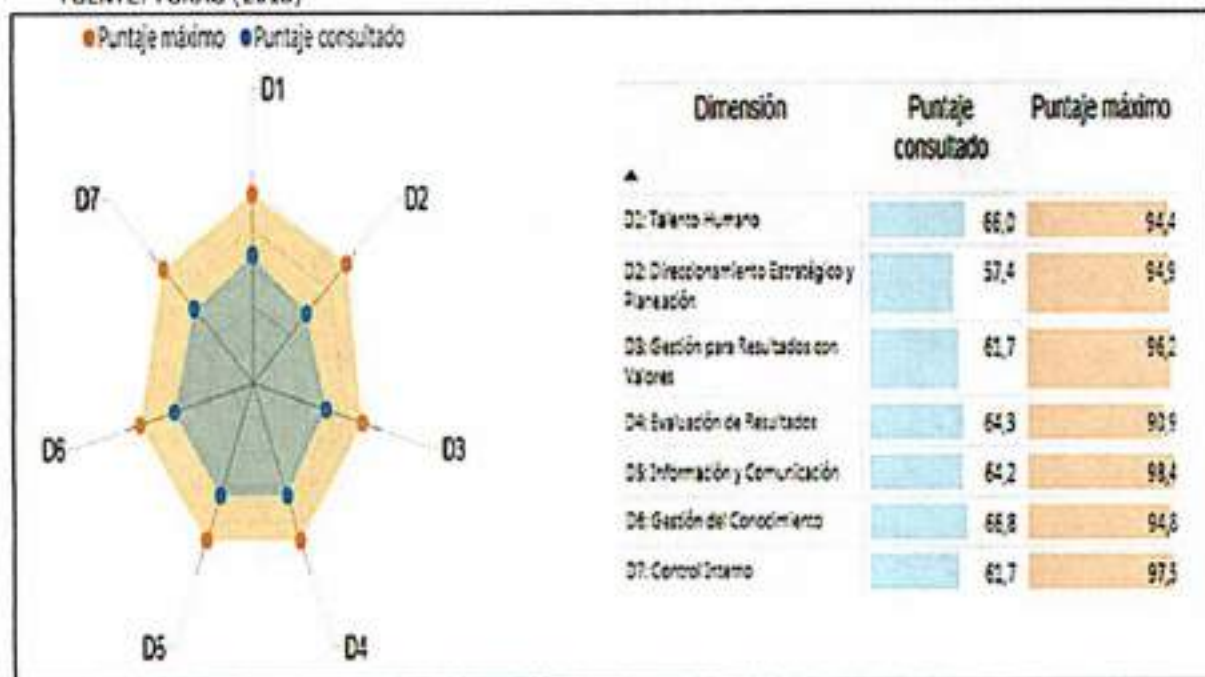 Puntaje máximo Puntaje consultado
D1
D2
D3
D4
D5
D6
D7
Dimensión Puntaje consultado Puntaje máximo
D1: Talento Humano 66,0 94,4
D2: Direccionamiento Estratégico y
Planeación 57,4 94,9
D3: Gestión para Resultados con
Valores 61,7 96,2
D4: Evaluación de Resultados 64,3 90,9
D5: Información y Comunicación 64,2 98,4
D6: Gestión del Conocimiento 66,8 94,8
D7: Control Interno 61,7 97,5